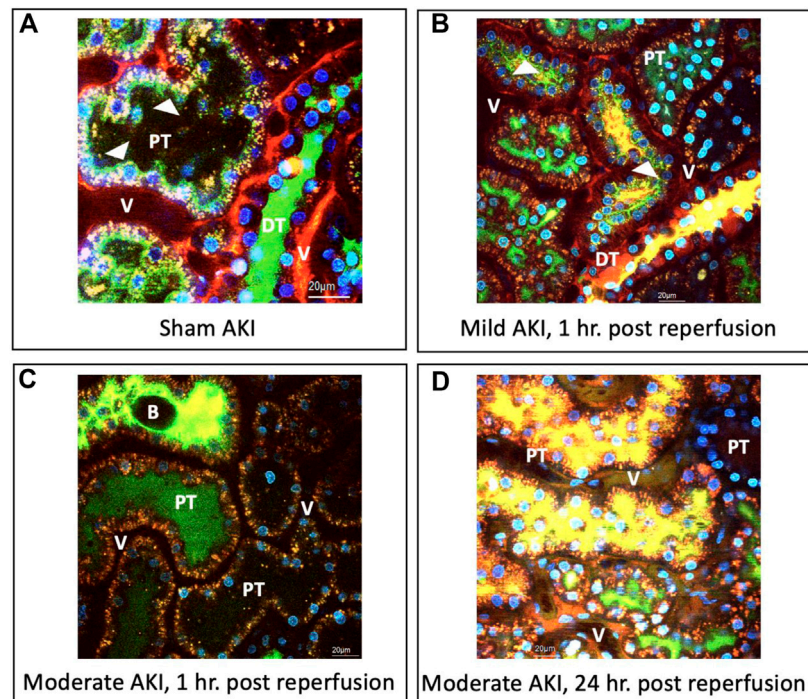 A
PT
V
DT
V
20µm
Sham AKI
B
PT
V
V
DT
20µm
Mild AKI, 1 hr. post reperfusion
C
B
PT
V
V
PT
20µm
Moderate AKI, 1 hr. post reperfusion
D
PT
PT
V
V
20µm
Moderate AKI, 24 hr. post reperfusion